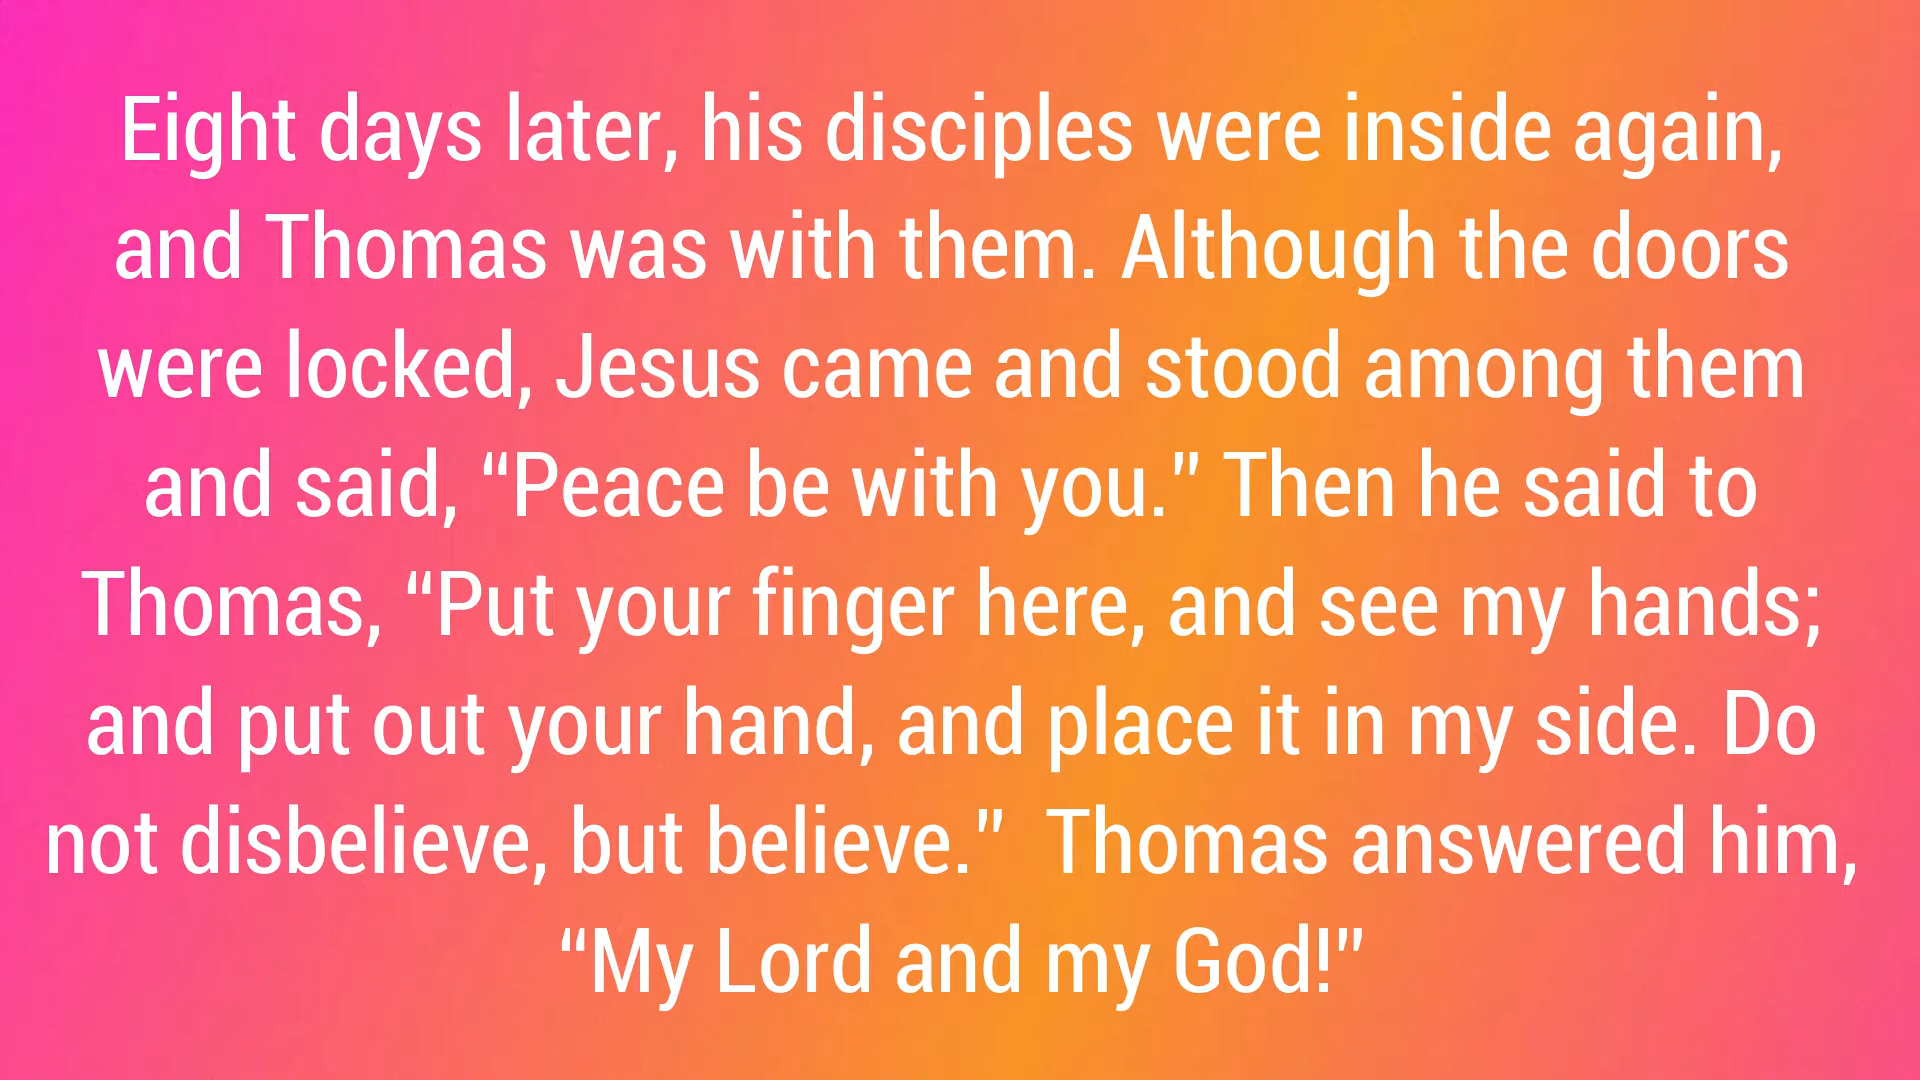 Eight days later, his disciples were inside again,
and Thomas was with them. Although the doors
were locked, Jesus came and stood among them
and said, “Peace be with you.” Then he said to
Thomas, “Put your finger here, and see my hands;
and put out your hand, and place it in my side. Do
not disbelieve, but believe.”  Thomas answered him,
“My Lord and my God!”